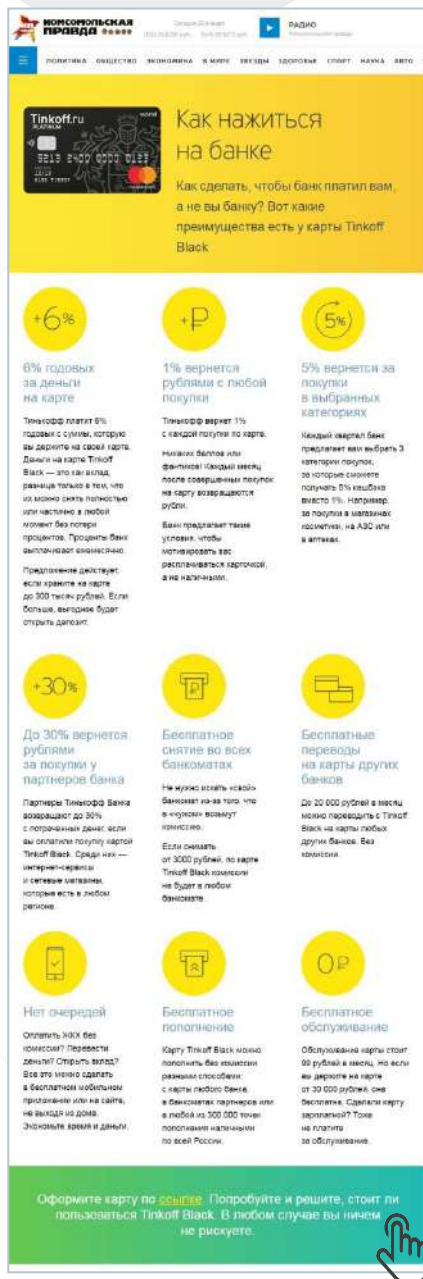 КОМСОМОЛЬСКАЯ
ПРАВДА
РАДИО
ПОЛИТИКА ОБЩЕСТВО ЭКОНОМИКА В МИРЕ ЗВЕЗДЫ ЗДОРОВЬЕ СПОРТ НАУКА АВТО
Tinkoff.ru
PLATINUM
world
5213 2400 0000 0123
Как нажиться
на банке
Как сделать, чтобы банк платил вам,
а не вы банку? Вот какие
преимущества есть у карты Tinkoff
Black
+6%
6% годовых
за деньги
на карте
Тинькофф платит 6%
годовых с суммы, которую
вы держите на своей карте.
Деньги на карте Tinkoff
Black — это как вклад,
разница только в том, что
их можно снять полностью
или частично в любой
момент без потери
процентов. Проценты банк
выплачивает ежемесячно.
Предложение действует,
если храните на карте
до 300 тысяч рублей. Если
больше, выгоднее будет
открыть депозит.
+₽
1% вернется
рублями с любой
покупки
Тинькофф вернет 1%
с каждой покупки по карте.
Никаких баллов или
фантиков! Каждый месяц
после совершенных покупок
на карту возвращаются
рубли.
Банк предлагает такие
условия, чтобы
мотивировать вас
расплачиваться карточкой,
а не наличными.
5%
5% вернется за
покупки
в выбранных
категориях
Каждый квартал банк
предлагает вам выбрать 3
категории покупок,
за которые сможете
получать 5% кешбэка
вместо 1%. Например,
за покупки в магазинах
косметики, на АЗС или
в аптеках.
+30%
До 30% вернется
рублями
за покупки у
партнеров банка
Партнеры Тинькофф Банка
возвращают до 30%
с потраченных денег, если
вы оплатили покупку картой
Tinkoff Black. Среди них —
интернет-сервисы
и сетевые магазины,
которые есть в любом
регионе.
Бесплатное
снятие во всех
банкоматах
Не нужно искать «свой»
банкомат из-за того, что
в «чужом» возьмут
комиссию.
Если снимать
от 3000 рублей, по карте
Tinkoff Black комиссии
не будет в любом
банкомате.
Бесплатные
переводы
на карты других
банков
До 20 000 рублей в месяц
можно переводить с Tinkoff
Black на карты любых
других банков. Без
комиссии.
Нет очередей
Оплатить ЖКХ без
комиссии? Перевести
деньги? Открыть вклад?
Все это можно сделать
в бесплатном мобильном
приложении или на сайте,
не выходя из дома.
Экономьте время и деньги.
Бесплатное
пополнение
Карту Tinkoff Black можно
пополнить без комиссии
разными способами:
с карты любого банка,
в банкоматах партнеров или
в любой из 300 000 точек
пополнения наличными
по всей России.
0₽
Бесплатное
обслуживание
Обслуживание карты стоит
99 рублей в месяц. Но если
вы держите на карте
от 30 000 рублей, оно
бесплатно. Сделали карту
зарплатной? Тоже
не платите
за обслуживание.
Оформите карту по ссылке. Попробуйте и решите, стоит ли
пользоваться Tinkoff Black. В любом случае вы ничем
не рискуете.